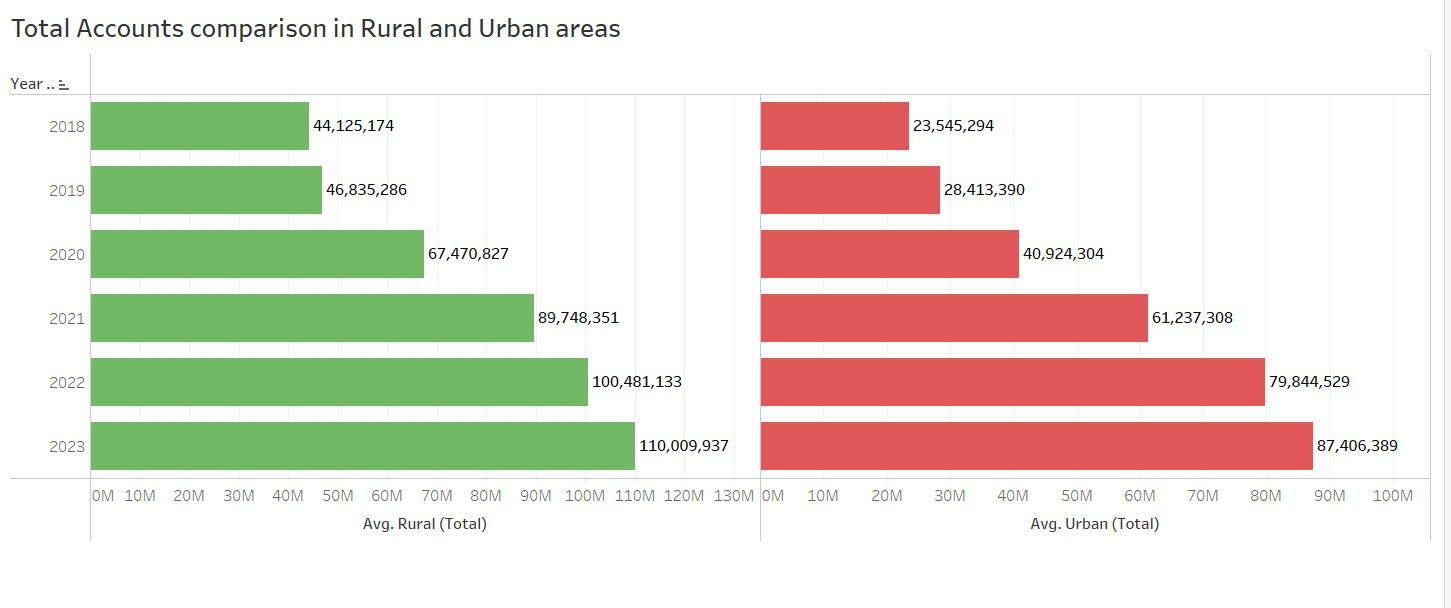 Total Accounts comparison in Rural and Urban areas
Year ..
2018 44,125,174 23,545,294
2019 46,835,286 28,413,390
2020 67,470,827 40,924,304
2021 89,748,351 61,237,308
2022 100,481,133 79,844,529
2023 110,009,937 87,406,389
0M 10M 20M 30M 40M 50M 60M 70M 80M 90M 100M 110M 120M 130M 0M 10M 20M 30M 40M 50M 60M 70M 80M 90M 100M
Avg. Rural (Total) Avg. Urban (Total)